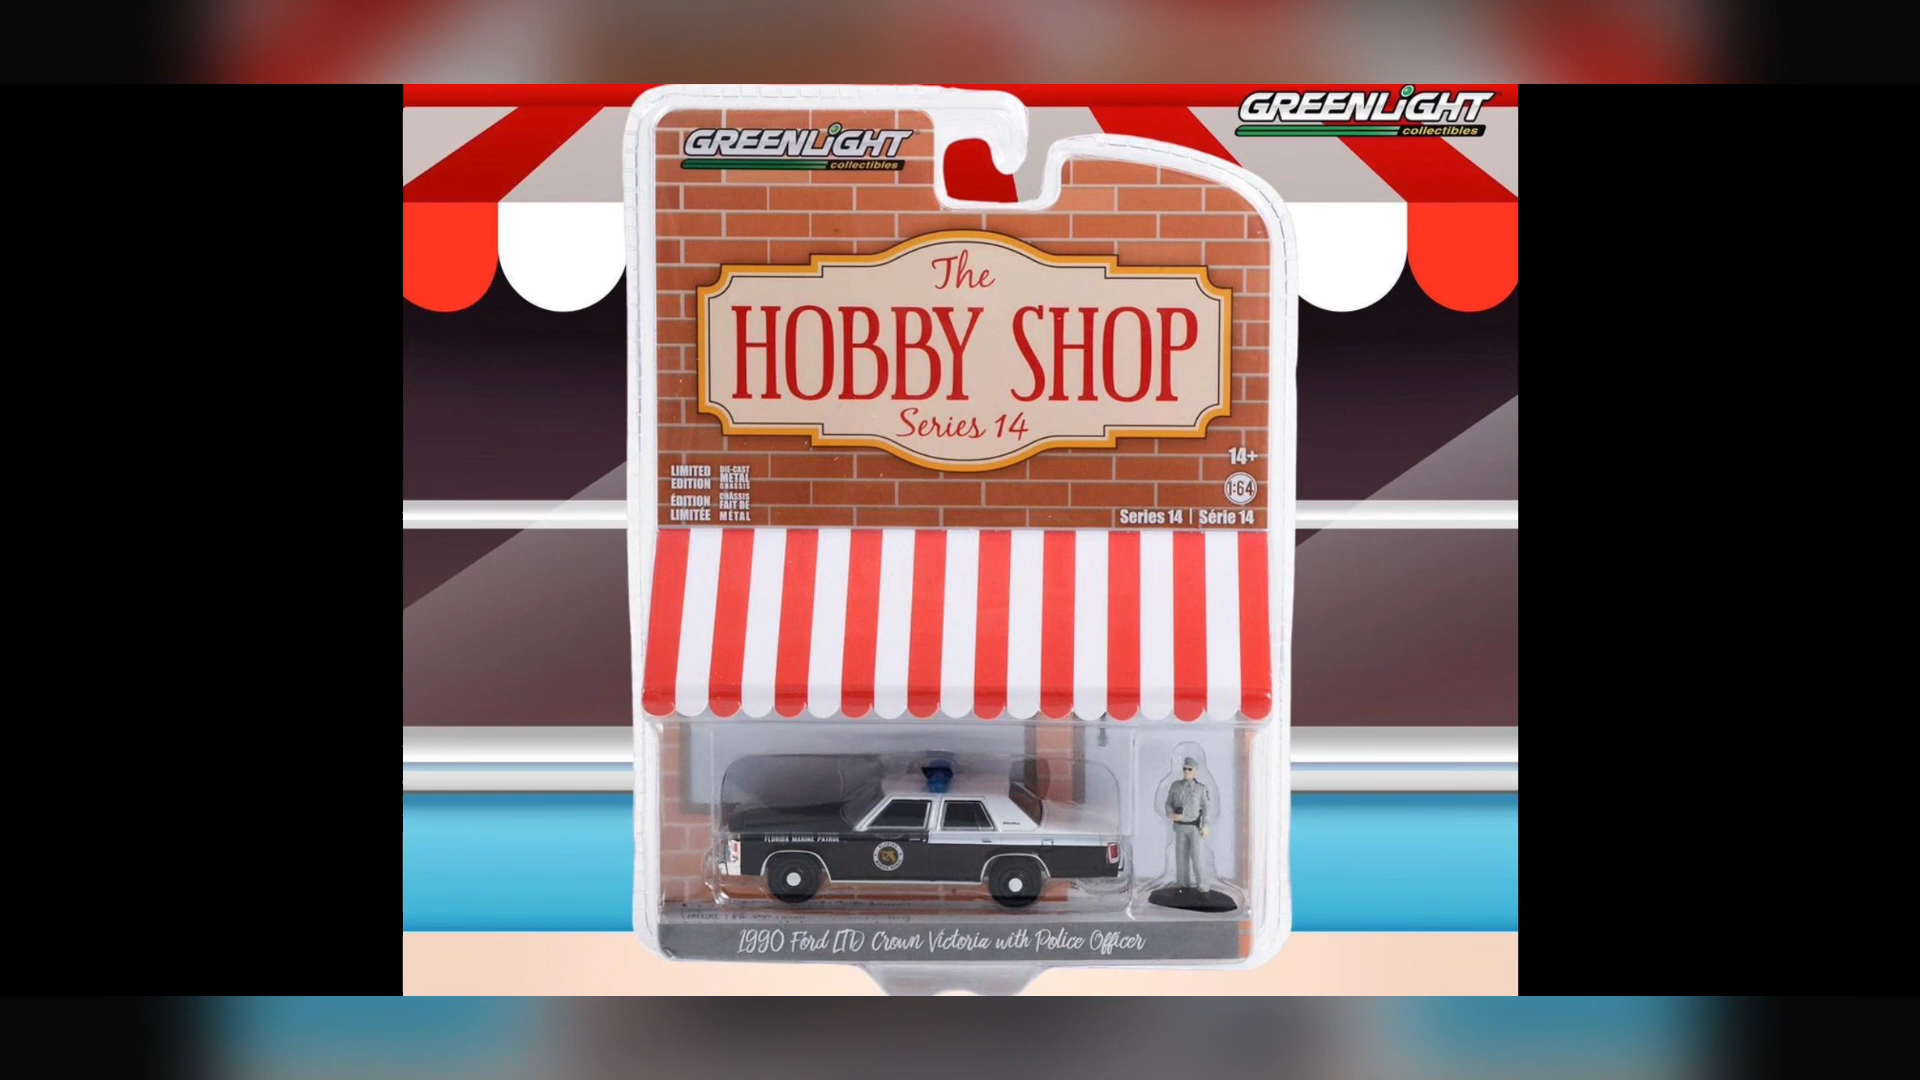 GREENLiGHT
collectibles
GREENLiGHT
collectibles
The
HOBBY SHOP
Series 14
14+
1:64
LIMITED
EDITION
ÉDITION
LIMITÉE
DIE-CAST
METAL
CHASSIS
CHÂSSIS
FAIT DE
MÉTAL
Series 14 | Série 14
FLORIDA MARINE PATROL
1990 Ford LTD Crown Victoria with Police Officer